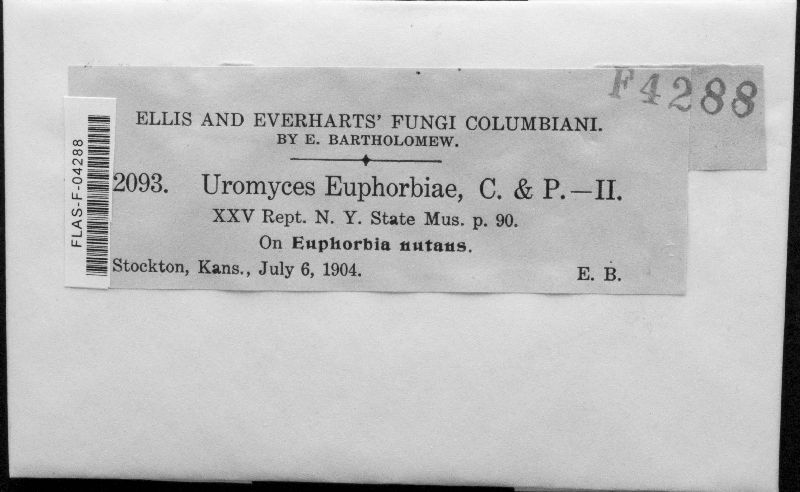 F4288
ELLIS AND EVERHARTS' FUNGI COLUMBIANI.
BY E. BARTHOLOMEW.
2093. Uromyces Euphorbiae, C. & P.—II.
XXV Rept. N. Y. State Mus. p. 90.
On Euphorbia nutans.
Stockton, Kans., July 6, 1904. E. B.
FLAS-F-04288